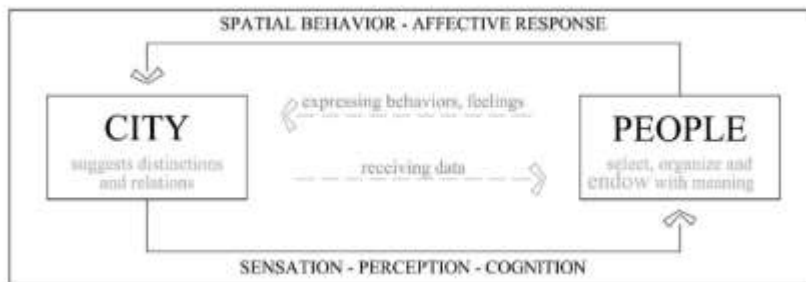 SPATIAL BEHAVIOR - AFFECTIVE RESPONSE
expressing behaviors, feelings
CITY
suggests distinctions
and relations
receiving data
PEOPLE
select, organize and
endow with meaning
SENSATION - PERCEPTION - COGNITION